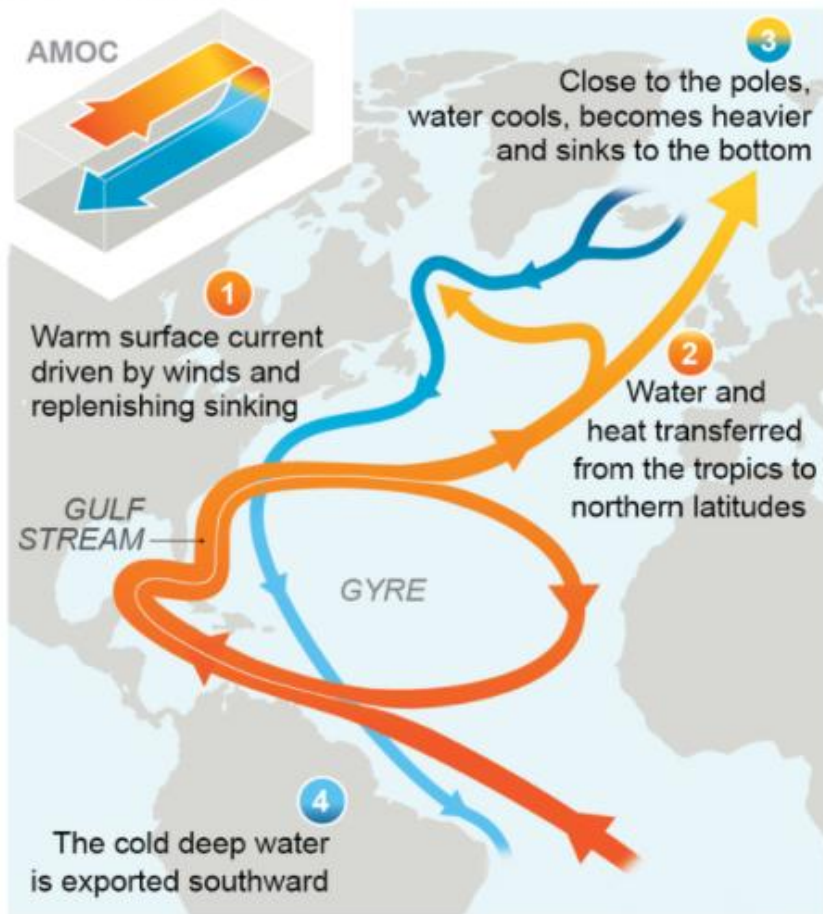 AMOC
3
Close to the poles,
water cools, becomes heavier
and sinks to the bottom
1
Warm surface current
driven by winds and
replenishing sinking
2
Water and
heat transferred
from the tropics to
northern latitudes
GULF
STREAM
GYRE
4
The cold deep water
is exported southward